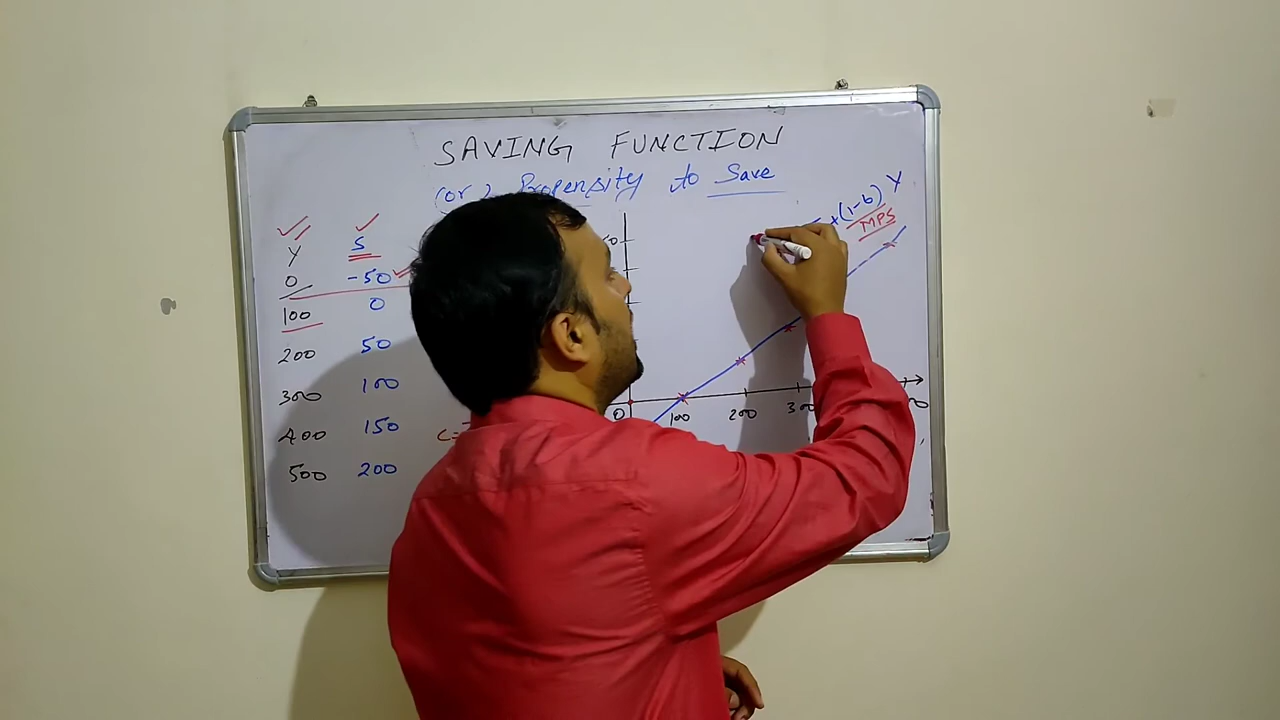 SAVING FUNCTION
(or) Propensity to Save
Y S
0 -50
100 0
200 50
300 100
400 150
500 200
+(1-b) Y
MPS
0 100 200